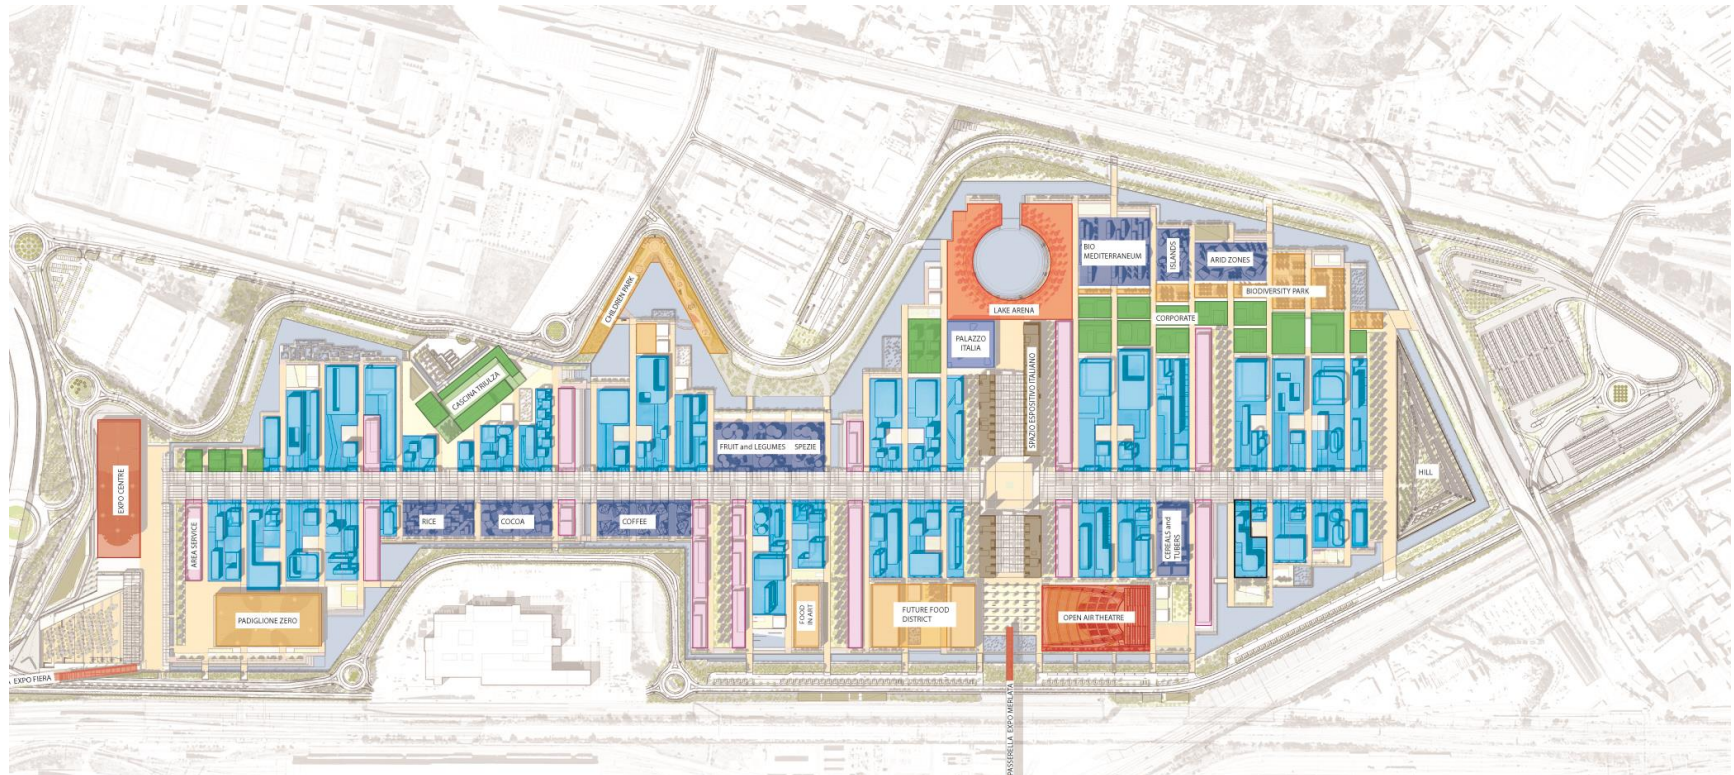 LAKE ARENA
BIO
MEDITERRANEUM
ISLANDS
ARID ZONES
BIODIVERSITY PARK
CORPORATE
CHILDREN PARK
PALAZZO
ITALIA
SPAZIO ESPOSITIVO ITALIANO
CASCINA TRIULZA
FRUIT and LEGUMES
SPEZIE
EXPO CENTRE
HILL
AREA SERVICE
RICE
COCOA
COFFEE
CEREALS and
TUBERS
PADIGLIONE ZERO
FOOD
IN ART
FUTURE FOOD
DISTRICT
OPEN AIR THEATRE
EXPO FIERA
PASSERELLA EXPO MERLATA